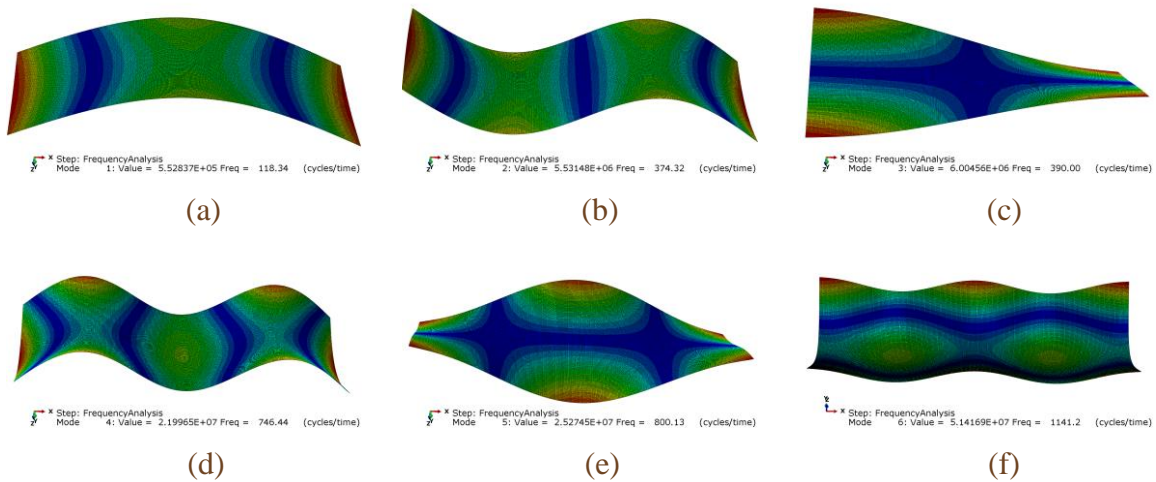 X Step: FrequencyAnalysis
Z Mode 1: Value = 5.52837E+05 Freq = 118.34 (cycles/time)
(a)
X Step: FrequencyAnalysis
Z Mode 2: Value = 5.53148E+06 Freq = 374.32 (cycles/time)
(b)
X Step: FrequencyAnalysis
Z Mode 3: Value = 6.00456E+06 Freq = 390.00 (cycles/time)
(c)
X Step: FrequencyAnalysis
Z Mode 4: Value = 2.19965E+07 Freq = 746.44 (cycles/time)
(d)
X Step: FrequencyAnalysis
Z Mode 5: Value = 2.52745E+07 Freq = 800.13 (cycles/time)
(e)
X Step: FrequencyAnalysis
Mode 6: Value = 5.14169E+07 Freq = 1141.2 (cycles/time)
(f)